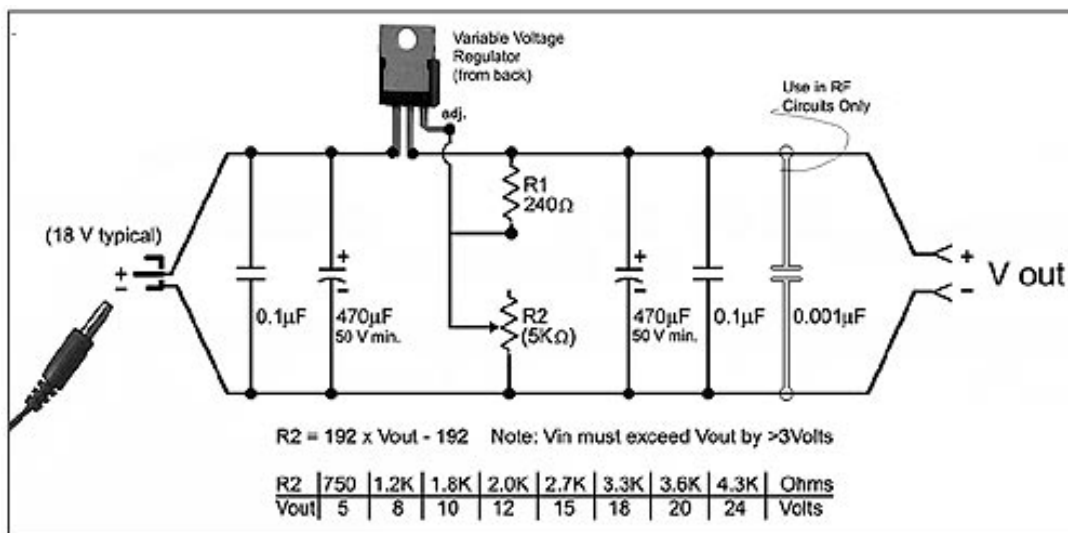 Variable Voltage
Regulator
(from back)
adj.
Use in RF
Circuits Only
R1
240Ω
(18 V typical)
+
-
0.1μF
+
-
470μF
50 V min.
R2
(5KΩ)
+
-
470μF
50 V min.
0.1μF
0.001μF
+
V out
-
R2 = 192 x Vout - 192 Note: Vin must exceed Vout by >3Volts
R2 750 1.2K 1.8K 2.0K 2.7K 3.3K 3.6K 4.3K Ohms
Vout 5 8 10 12 15 18 20 24 Volts